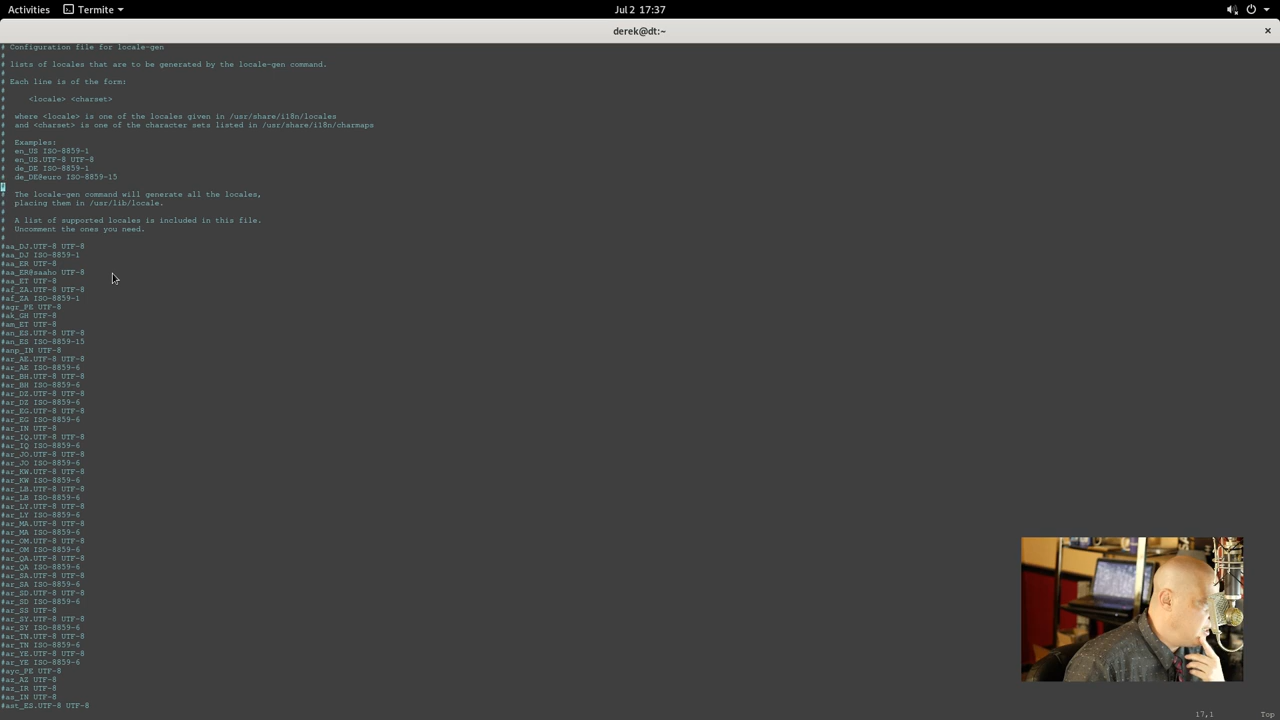 Activities
Termite
Jul 2 17:37
derek@dt:~
# Configuration file for locale-gen
#
# lists of locales that are to be generated by the locale-gen command.
#
# Each line is of the form:
#
#     <locale> <charset>
#
#  where <locale> is one of the locales given in /usr/share/i18n/locales
#  and <charset> is one of the character sets listed in /usr/share/i18n/charmaps
#
#  Examples:
#  en_US ISO-8859-1
#  en_US.UTF-8 UTF-8
#  de_DE ISO-8859-1
#  de_DE@euro ISO-8859-15
#
#  The locale-gen command will generate all the locales,
#  placing them in /usr/lib/locale.
#
#  A list of supported locales is included in this file.
#  Uncomment the ones you need.
#
#aa_DJ.UTF-8 UTF-8
#aa_DJ ISO-8859-1
#aa_ER UTF-8
#aa_ER@saaho UTF-8
#aa_ET UTF-8
#af_ZA.UTF-8 UTF-8
#af_ZA ISO-8859-1
#agr_PE UTF-8
#ak_GH UTF-8
#am_ET UTF-8
#an_ES.UTF-8 UTF-8
#an_ES ISO-8859-15
#anp_IN UTF-8
#ar_AE.UTF-8 UTF-8
#ar_AE ISO-8859-6
#ar_BH.UTF-8 UTF-8
#ar_BH ISO-8859-6
#ar_DZ.UTF-8 UTF-8
#ar_DZ ISO-8859-6
#ar_EG.UTF-8 UTF-8
#ar_EG ISO-8859-6
#ar_IN UTF-8
#ar_IQ.UTF-8 UTF-8
#ar_IQ ISO-8859-6
#ar_JO.UTF-8 UTF-8
#ar_JO ISO-8859-6
#ar_KW.UTF-8 UTF-8
#ar_KW ISO-8859-6
#ar_LB.UTF-8 UTF-8
#ar_LB ISO-8859-6
#ar_LY.UTF-8 UTF-8
#ar_LY ISO-8859-6
#ar_MA.UTF-8 UTF-8
#ar_MA ISO-8859-6
#ar_OM.UTF-8 UTF-8
#ar_OM ISO-8859-6
#ar_QA.UTF-8 UTF-8
#ar_QA ISO-8859-6
#ar_SA.UTF-8 UTF-8
#ar_SA ISO-8859-6
#ar_SD.UTF-8 UTF-8
#ar_SD ISO-8859-6
#ar_SS UTF-8
#ar_SY.UTF-8 UTF-8
#ar_SY ISO-8859-6
#ar_TN.UTF-8 UTF-8
#ar_TN ISO-8859-6
#ar_YE.UTF-8 UTF-8
#ar_YE ISO-8859-6
#ayc_PE UTF-8
#az_AZ UTF-8
#az_IR UTF-8
#as_IN UTF-8
#ast_ES.UTF-8 UTF-8
17,1
Top